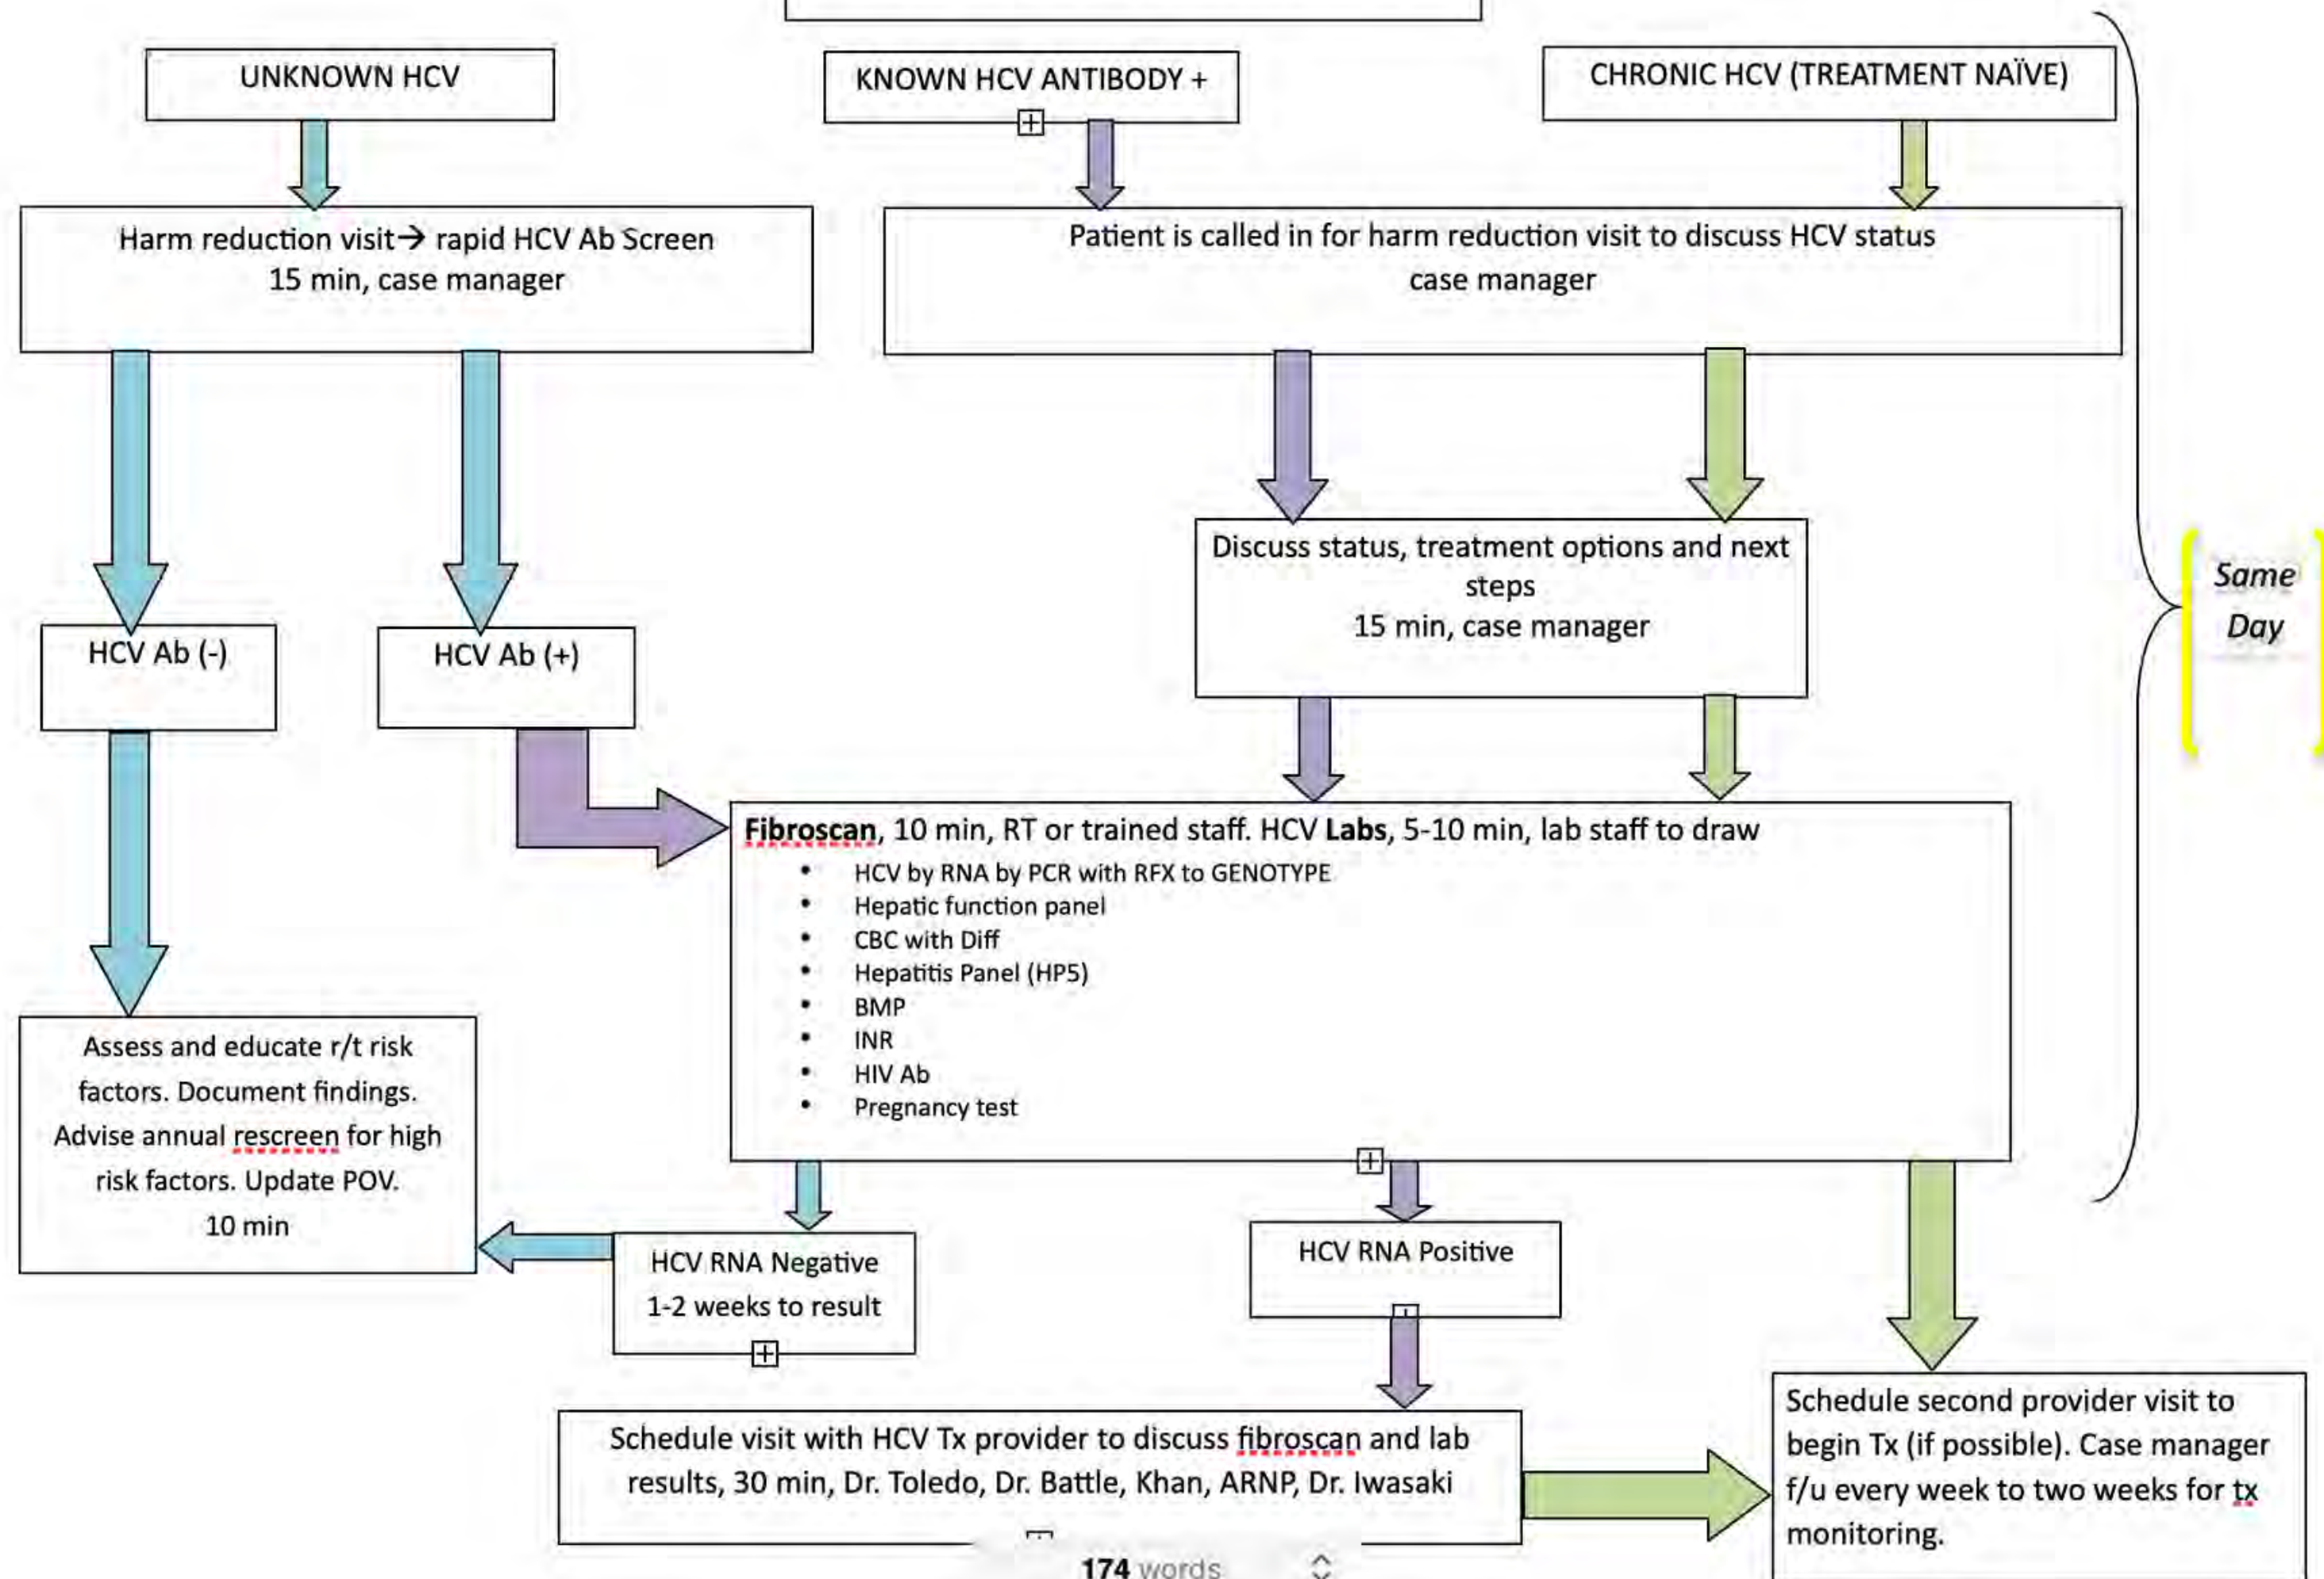 UNKNOWN HCV
KNOWN HCV ANTIBODY +
CHRONIC HCV (TREATMENT NAÏVE)
Harm reduction visit→ rapid HCV Ab Screen
15 min, case manager
Patient is called in for harm reduction visit to discuss HCV status
case manager
Discuss status, treatment options and next
steps
15 min, case manager
Same
Day
HCV Ab (-)
HCV Ab (+)
Fibroscan, 10 min, RT or trained staff. HCV Labs, 5-10 min, lab staff to draw
• HCV by RNA by PCR with RFX to GENOTYPE
• Hepatic function panel
• CBC with Diff
• Hepatitis Panel (HP5)
• BMP
• INR
• HIV Ab
• Pregnancy test
Assess and educate r/t risk
factors. Document findings.
Advise annual rescreen for high
risk factors. Update POV.
10 min
HCV RNA Negative
1-2 weeks to result
HCV RNA Positive
Schedule visit with HCV Tx provider to discuss fibroscan and lab
results, 30 min, Dr. Toledo, Dr. Battle, Khan, ARNP, Dr. Iwasaki
Schedule second provider visit to
begin Tx (if possible). Case manager
f/u every week to two weeks for tx
monitoring.
174 words